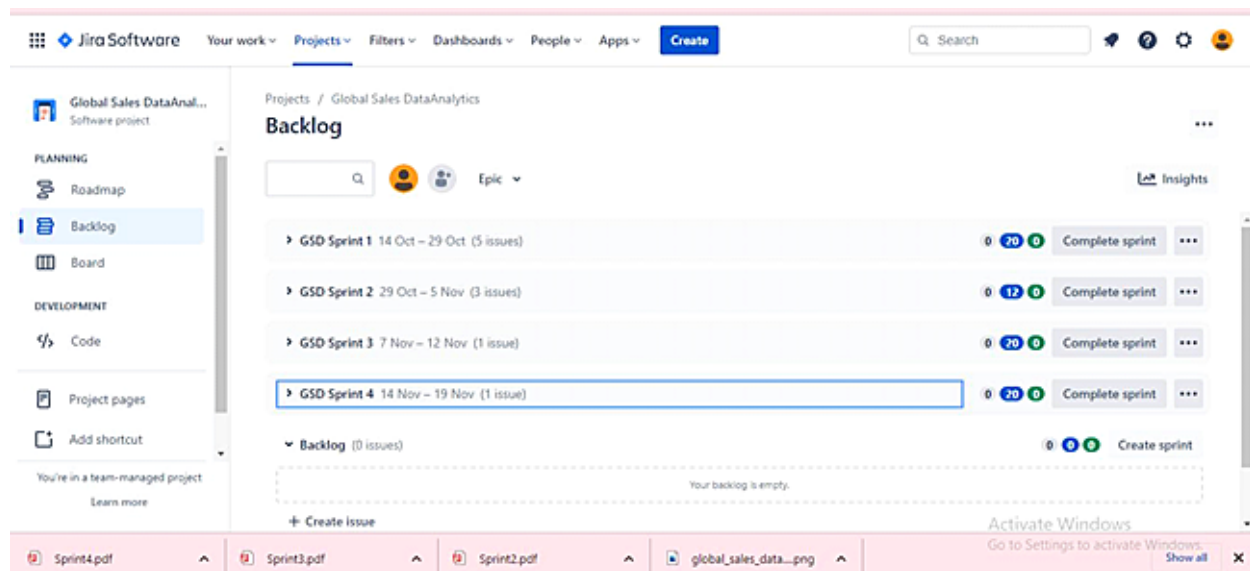 Jira Software Your work Projects Filters Dashboards People Apps Create Search
Global Sales DataAnal...
Software project
PLANNING
Roadmap
Backlog
Board
DEVELOPMENT
Code
Project pages
Add shortcut
You're in a team-managed project
Learn more
Projects / Global Sales DataAnalytics
Backlog
Epic Insights
GSD Sprint 1 14 Oct – 29 Oct (5 issues) 0 20 0 Complete sprint
GSD Sprint 2 29 Oct – 5 Nov (3 issues) 0 12 0 Complete sprint
GSD Sprint 3 7 Nov – 12 Nov (1 issue) 0 20 0 Complete sprint
GSD Sprint 4 14 Nov – 19 Nov (1 issue) 0 20 0 Complete sprint
Backlog (0 issues) 0 0 0 Create sprint
Your backlog is empty.
+ Create issue
Activate Windows
Go to Settings to activate Windows.
Sprint4.pdf Sprint3.pdf Sprint2.pdf global_sales_data....png Show all